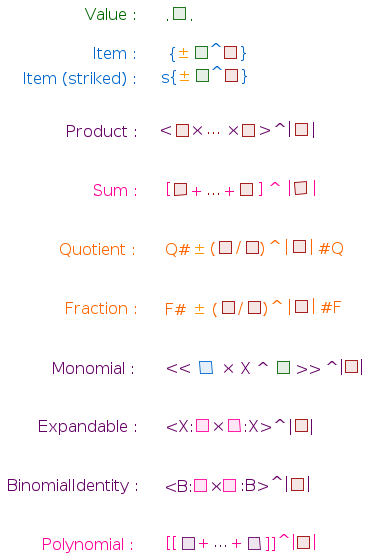 Value : .□.
Item : {± □^□}
Item (striked) : s{± □^□}
Product : <□×···×□>^|□|
Sum : [□+...+□] ^ |□|
Quotient : Q# ± (□/□)^|□| #Q
Fraction : F# ± (□/□)^|□| #F
Monomial : << □ × X ^ □ >>^|□|
Expandable : <X:□×□:X>^|□|
BinomialIdentity : <B:□×□:B>^|□|
Polynomial : [[□+···+□]]^|□|